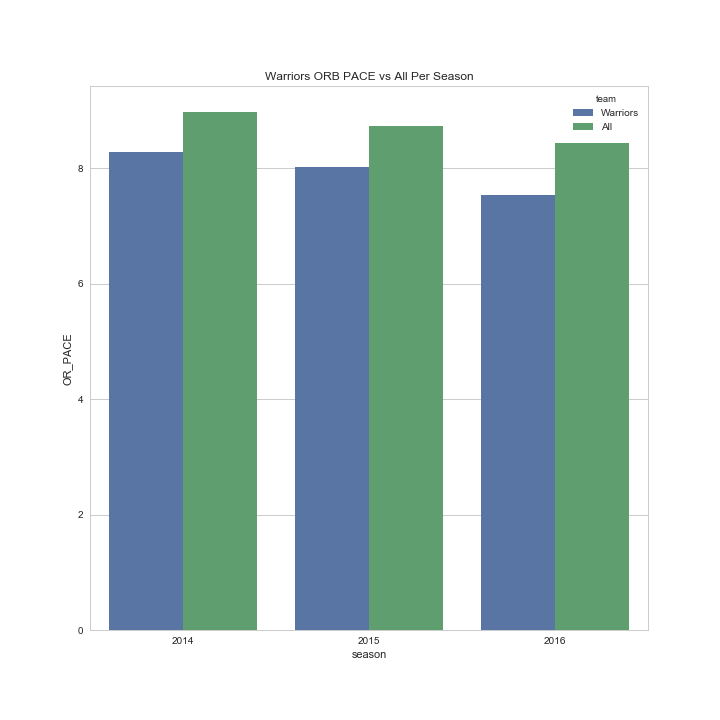 Warriors ORB PACE vs All Per Season
team
Warriors
All
8
6
4
2
0
OR_PACE
2014 2015 2016
season